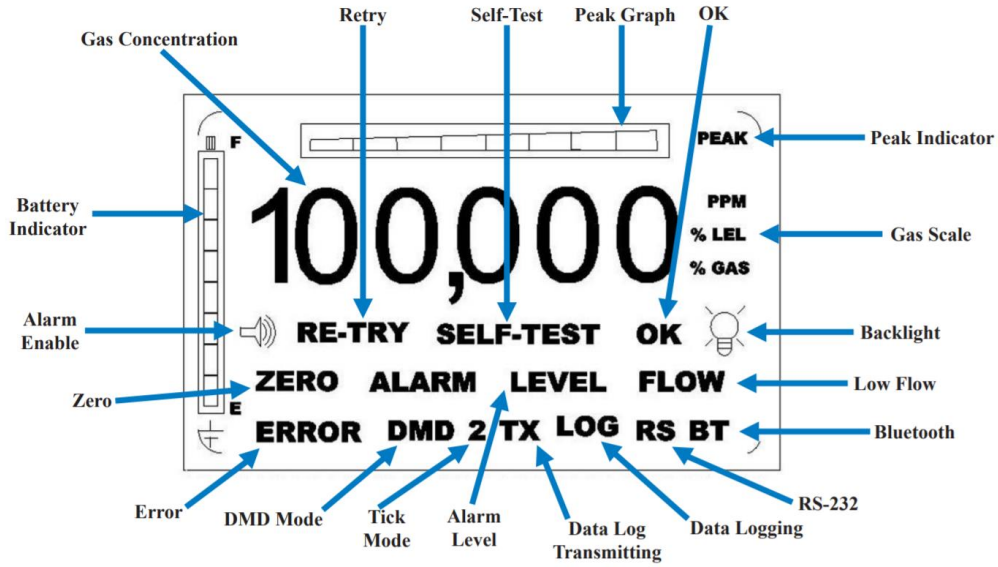 Retry
Self-Test
Peak Graph
OK
Gas Concentration
F
PEAK
Peak Indicator
Battery
Indicator
100,000
PPM
% LEL
% GAS
Gas Scale
Alarm
Enable
RE-TRY SELF-TEST OK
Backlight
Zero
ZERO ALARM LEVEL FLOW
Low Flow
E
ERROR DMD 2 TX LOG RS BT
Bluetooth
Error
DMD Mode
Tick
Mode
Alarm
Level
Data Log
Transmitting
Data Logging
RS-232